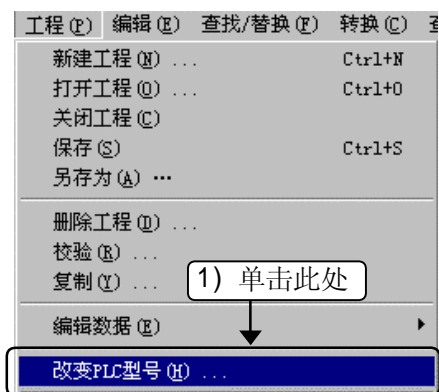 工程(P) 编辑(E) 查找/替换(F) 转换(C)
新建工程(N) ... Ctrl+N
打开工程(O) ... Ctrl+O
关闭工程(C)
保存(S) Ctrl+S
另存为(A) ...
删除工程(D) ...
校验(R) ...
复制(Y) ...
1) 单击此处
编辑数据(E)
改变PLC型号(H) ...